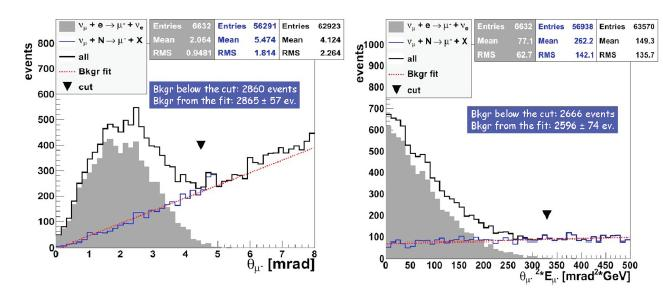 ν_μ + e → μ⁻ + ν_e
ν_μ + N → μ⁻ + X
all
Bkgr fit
cut
Entries 6632 Entries 56291 Entries 62923
Mean 2.064 Mean 5.474 Mean 4.124
RMS 0.9481 RMS 1.814 RMS 2.264
Bkgr below the cut: 2860 events
Bkgr from the fit: 2865 ± 57 ev.
events
800
700
600
500
400
300
200
100
0
0 1 2 3 4 5 6 7 8
θ_μ⁻ [mrad]
ν_μ + e → μ⁻ + ν_e
ν_μ + N → μ⁻ + X
all
Bkgr fit
cut
Entries 6632 Entries 56938 Entries 63570
Mean 77.1 Mean 262.2 Mean 149.3
RMS 62.7 RMS 142.1 RMS 135.7
Bkgr below the cut: 2666 events
Bkgr from the fit: 2596 ± 74 ev.
events
1000
900
800
700
600
500
400
300
200
100
0
0 50 100 150 200 250 300 350 400 450 500
θ_μ⁻²*E_μ⁻ [mrad²*GeV]